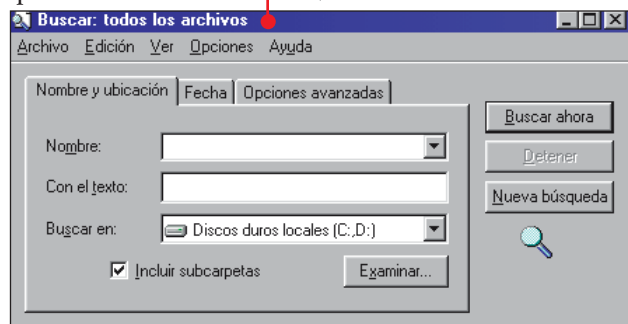 Buscar: todos los archivos
Archivo Edición Ver Opciones Ayuda
Nombre y ubicación Fecha Opciones avanzadas
Buscar ahora
Nombre:
Detener
Con el texto:
Nueva búsqueda
Buscar en: Discos duros locales (C:,D:)
Incluir subcarpetas Examinar...